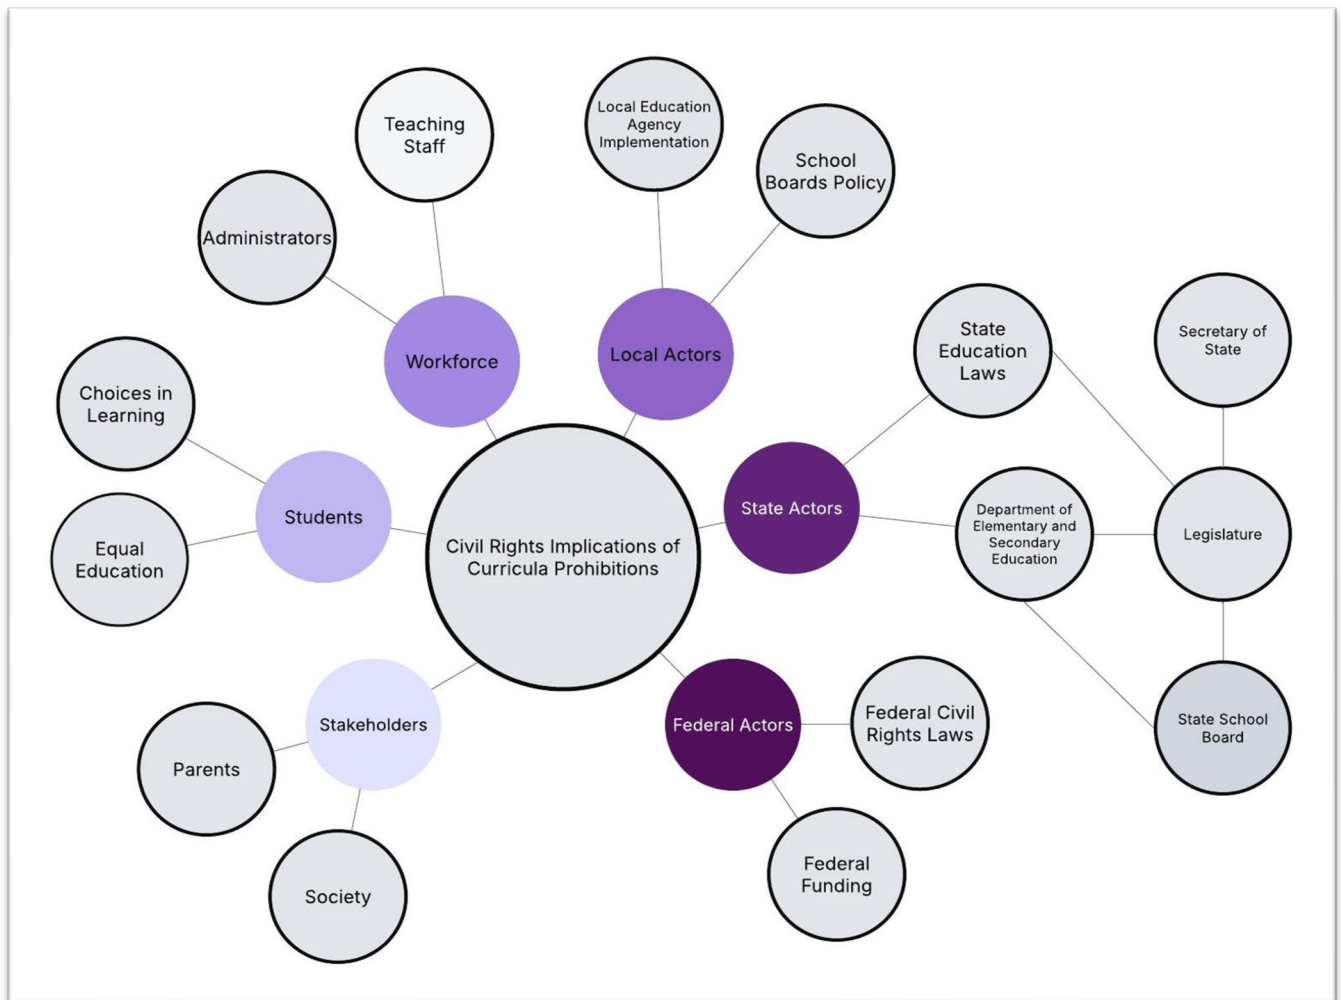 Teaching
Staff
Local Education
Agency
Implementation
School
Boards Policy
Administrators
Workforce
Local Actors
State
Education
Laws
Secretary of
State
Choices in
Learning
Students
State Actors
Department of
Elementary and
Secondary
Education
Legislature
Equal
Education
Civil Rights Implications of
Curricula Prohibitions
Stakeholders
Federal Actors
Federal Civil
Rights Laws
State School
Board
Parents
Society
Federal
Funding